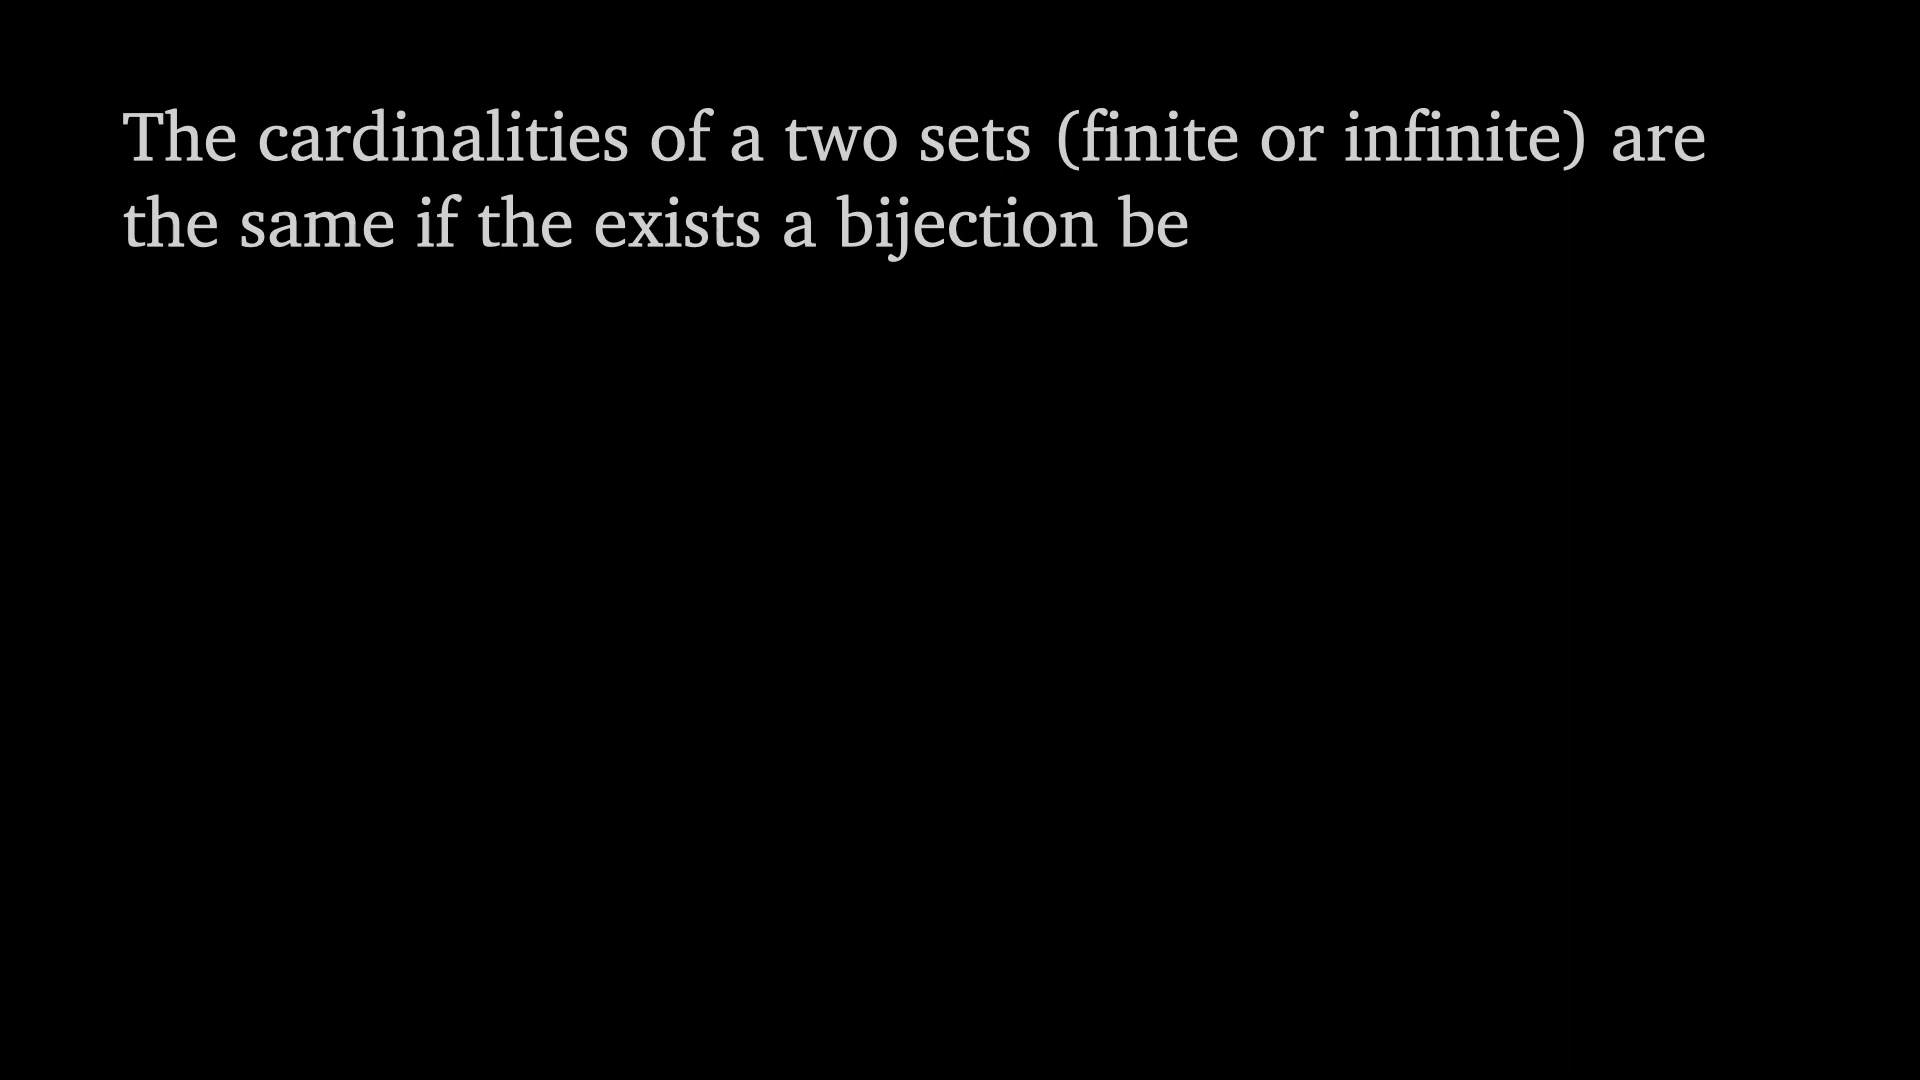 The cardinalities of a two sets (finite or infinite) are
the same if the exists a bijection be